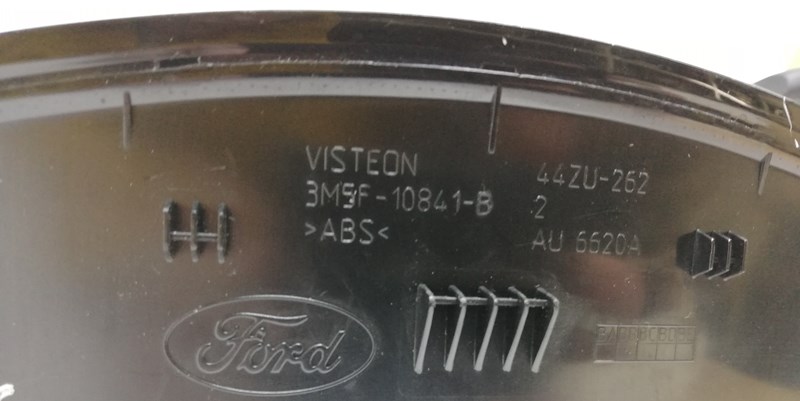 VISTEON
3M5F-10841-B
>ABS<
44ZU-262
2
AU 6620A
Ford